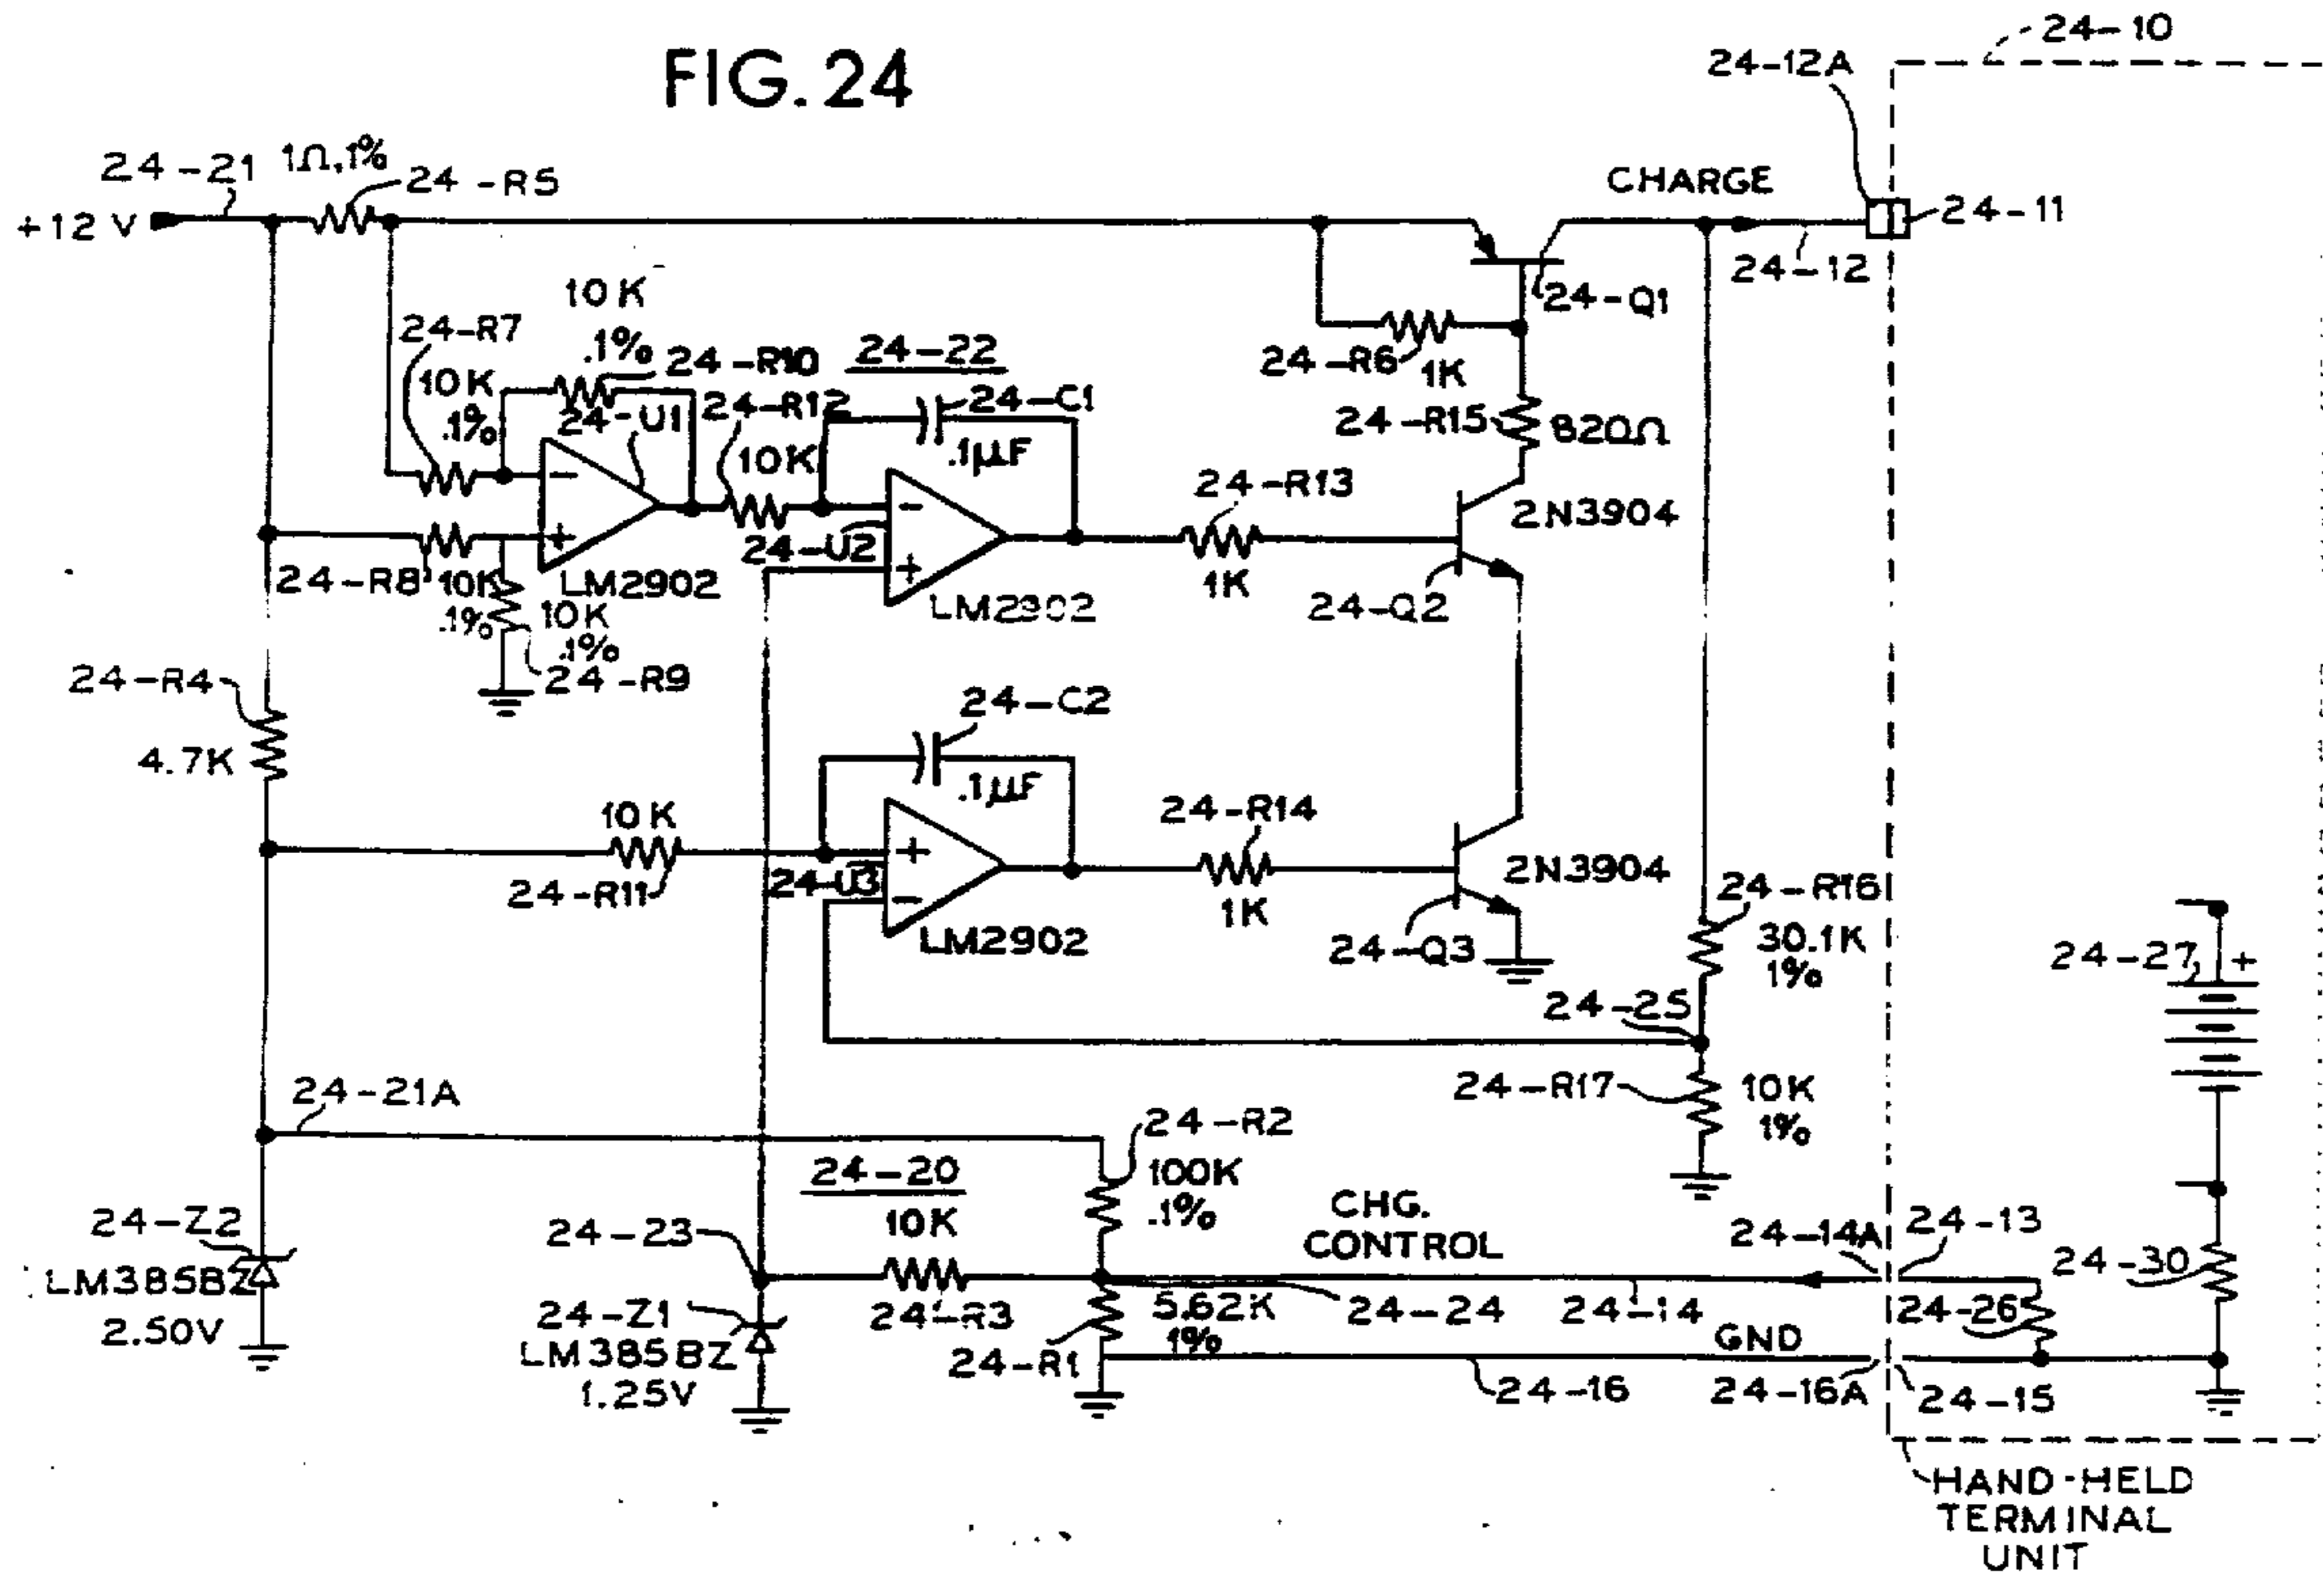 FIG. 24
24-10
24-12A
24-21
1Ω, 1%
24-R5
CHARGE
+12 V
24-11
24-12
24-Q1
10K
.1%
24-R7
24-R10
24-22
24-R6
1K
10K
.1%
24-U1
24-R12
24-C1
.1µF
24-R15
820Ω
10K
24-R13
2N3904
24-U2
24-R8
10K
.1%
LM2902
10K
.1%
LM2902
1K
24-Q2
24-R9
24-R4
4.7K
24-C2
.1µF
10K
24-R14
24-R11
24-U3
2N3904
24-R16
30.1K
1%
1K
LM2902
24-Q3
24-27
+
24-25
24-21A
24-R17
10K
1%
24-R2
100K
.1%
24-20
10K
CHG.
CONTROL
24-Z2
LM385BZ
2.50V
24-23
24-14A
24-13
24-30
24-Z1
LM385BZ
1.25V
24-R3
5.62K
1%
24-24
24-14
24-26
24-R1
GND
24-16
24-16A
24-15
HAND-HELD
TERMINAL
UNIT